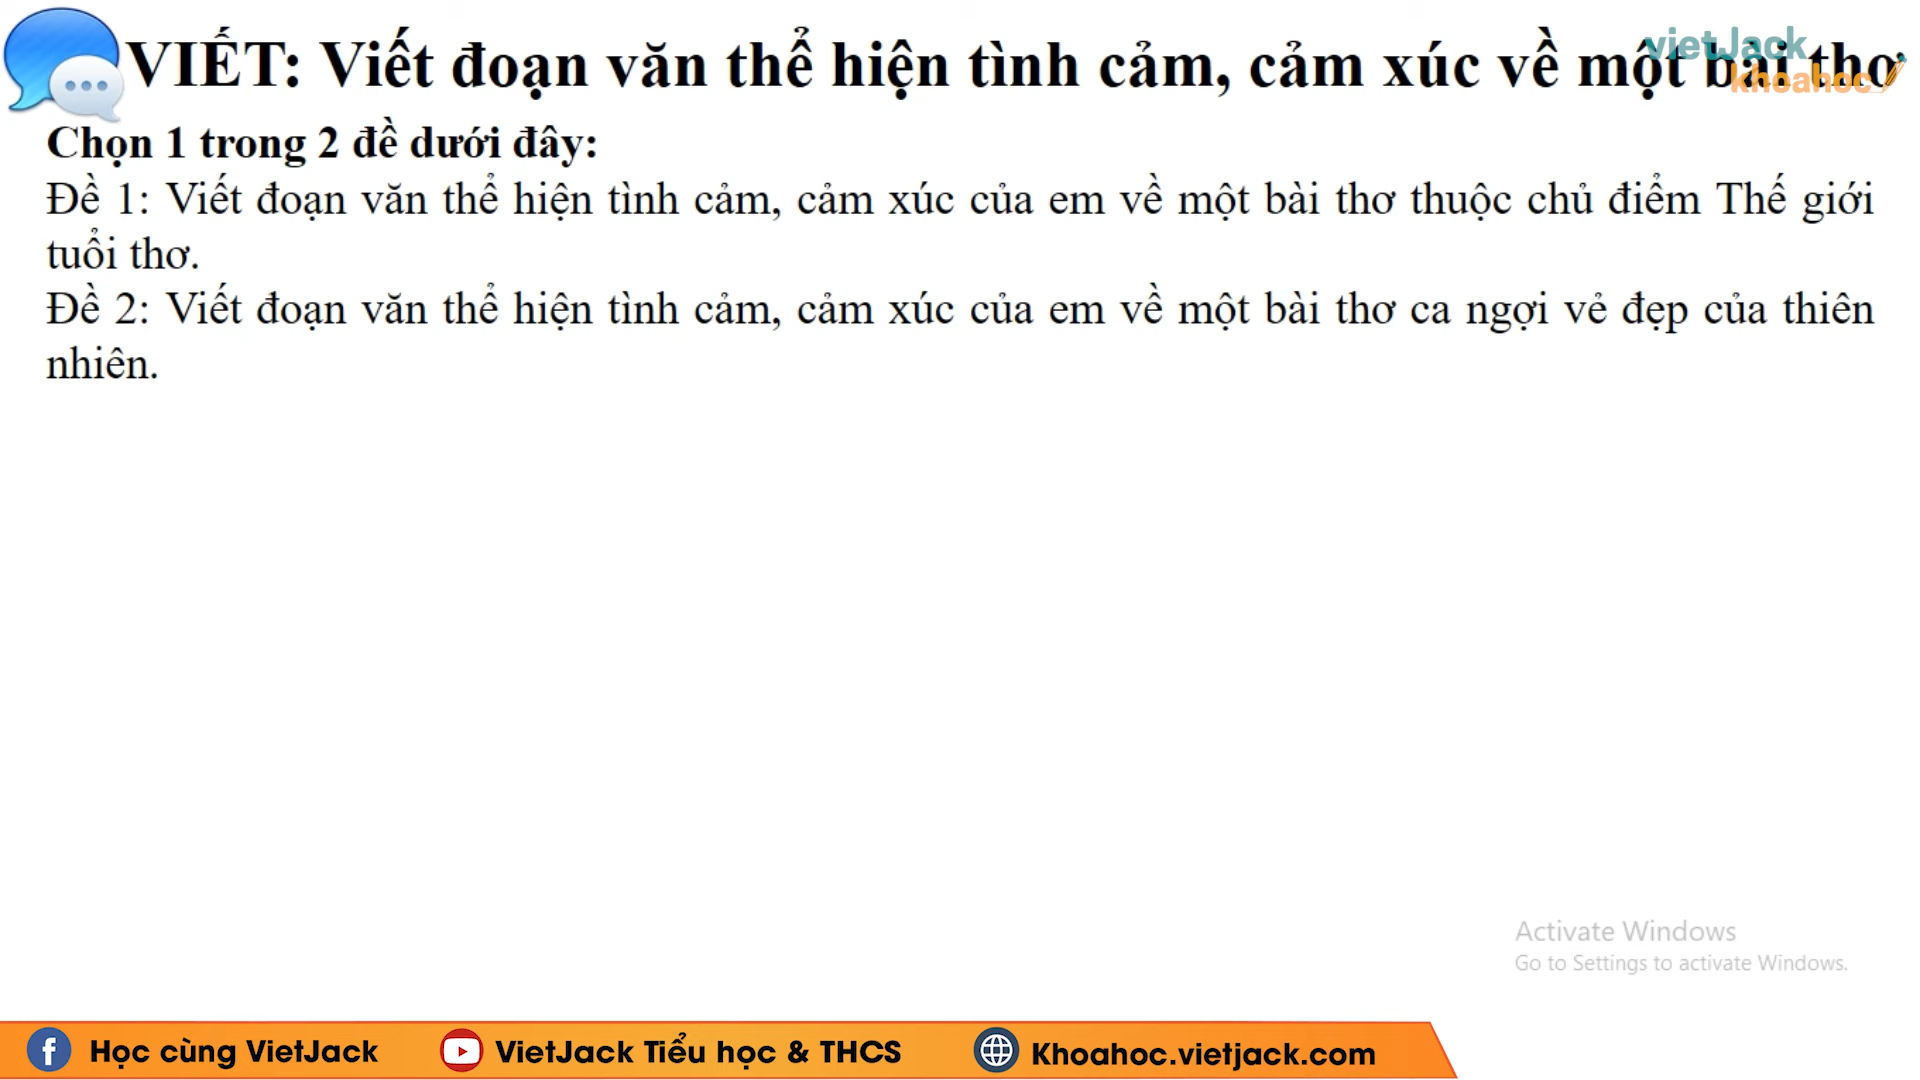 VIẾT: Viết đoạn văn thể hiện tình cảm, cảm xúc về một bài thơ
vietJack
khoahoc
Chọn 1 trong 2 đề dưới đây:
Đề 1: Viết đoạn văn thể hiện tình cảm, cảm xúc của em về một bài thơ thuộc chủ điểm Thế giới
tuổi thơ.
Đề 2: Viết đoạn văn thể hiện tình cảm, cảm xúc của em về một bài thơ ca ngợi vẻ đẹp của thiên
nhiên.
Activate Windows
Go to Settings to activate Windows.
Học cùng VietJack
VietJack Tiểu học & THCS
Khoahoc.vietjack.com